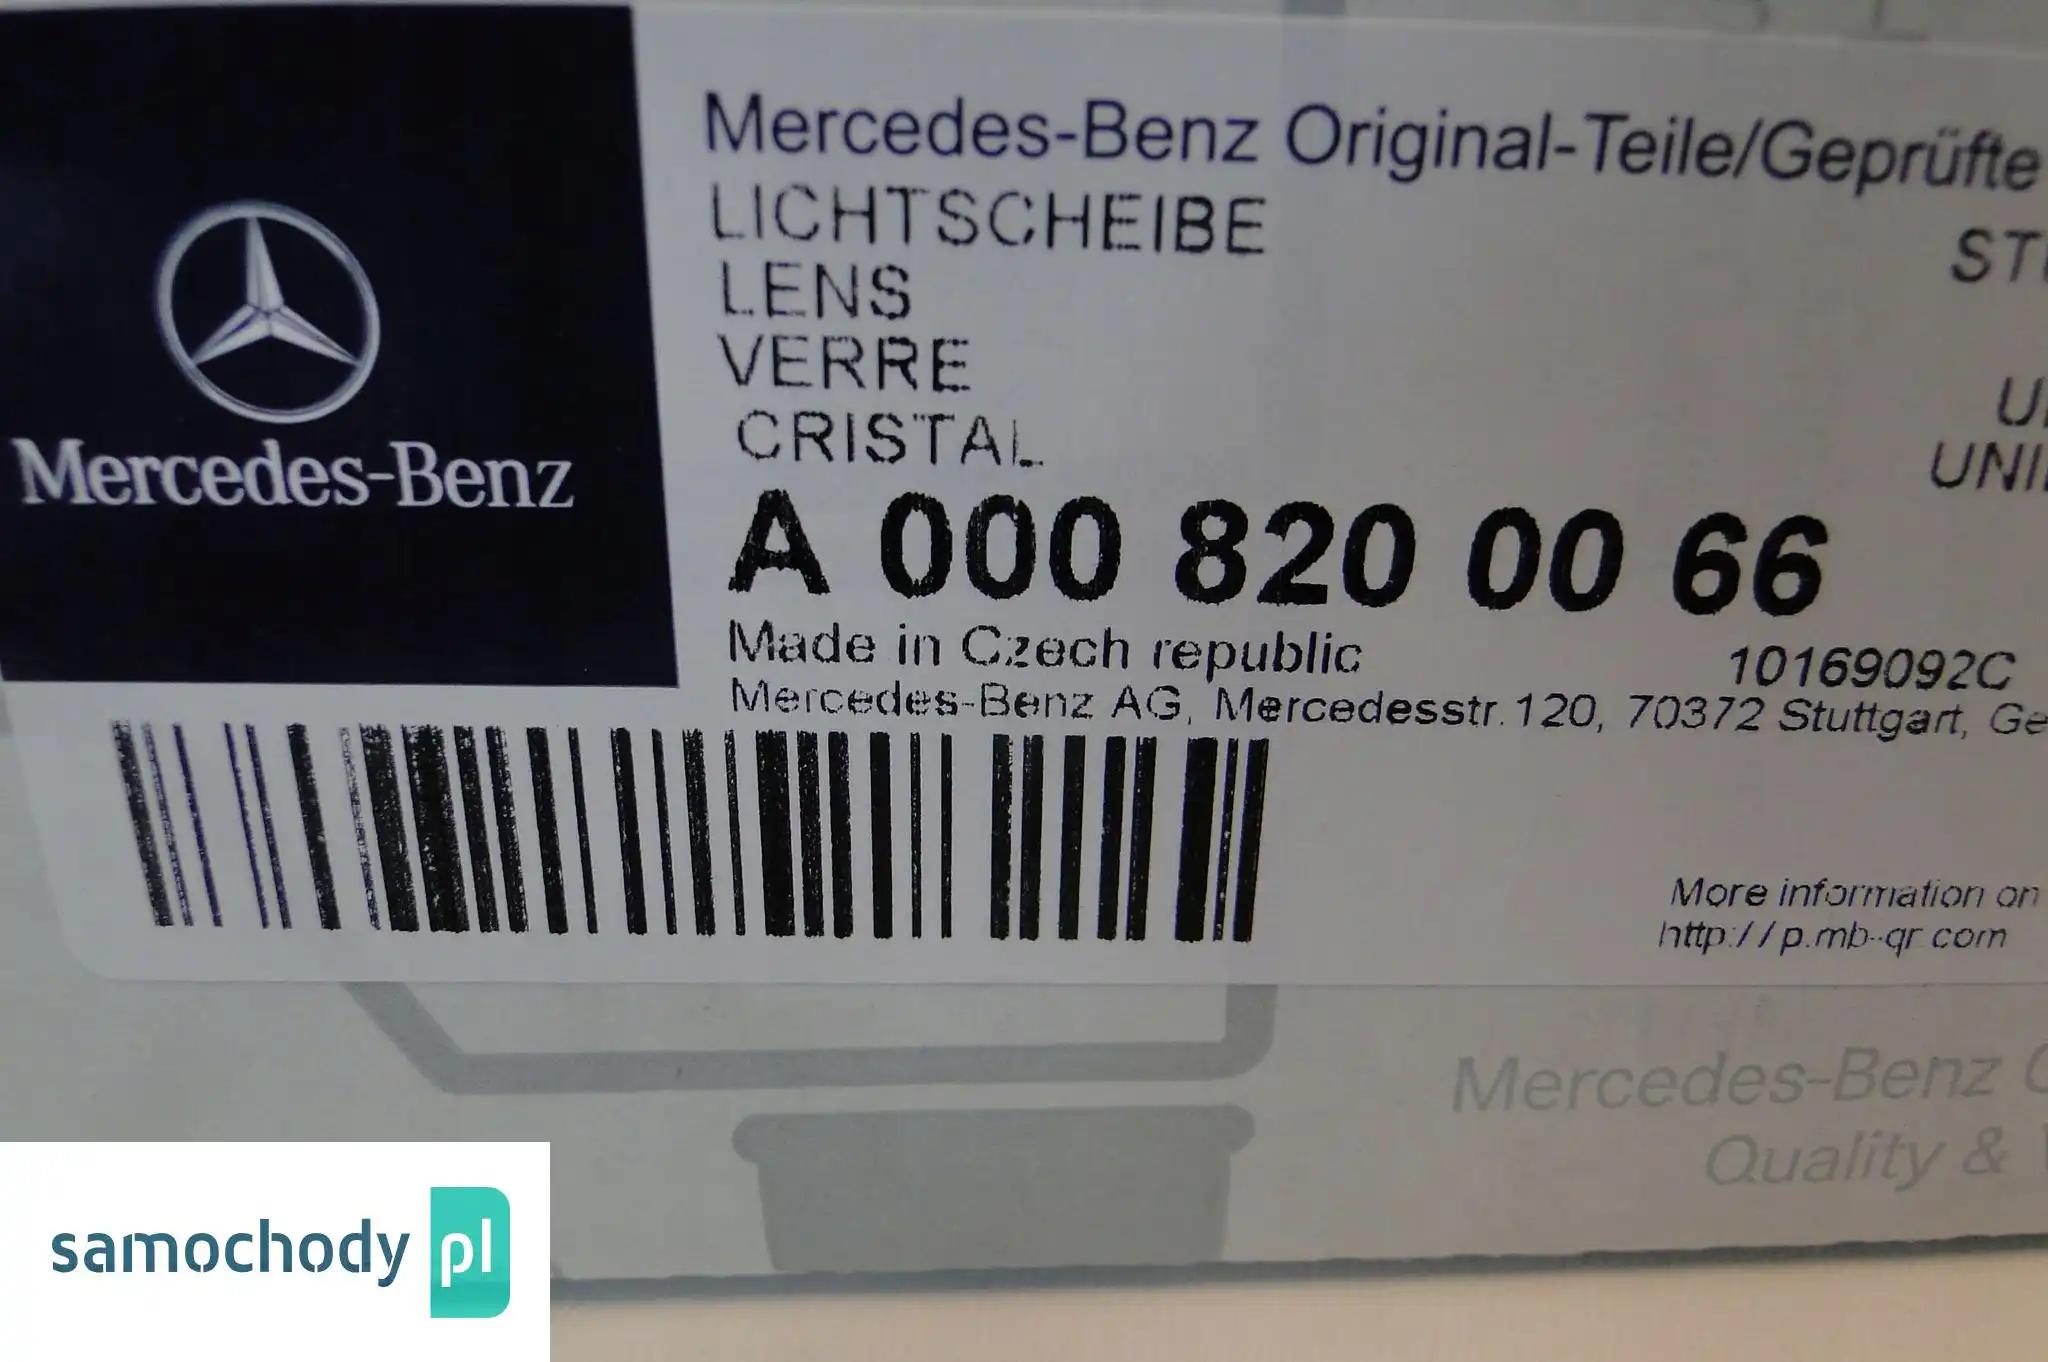 Mercedes-Benz
Mercedes-Benz Original-Teile/Geprüfte
LICHTSCHEIBE
LENS
VERRE
CRISTAL
A 000 820 00 66
Made in Czech republic
10169092C
Mercedes-Benz AG, Mercedesstr.120, 70372 Stuttgart, Ge
More information on
http://p.mb-qr.com
Mercedes-Benz
Quality &
samochody pl